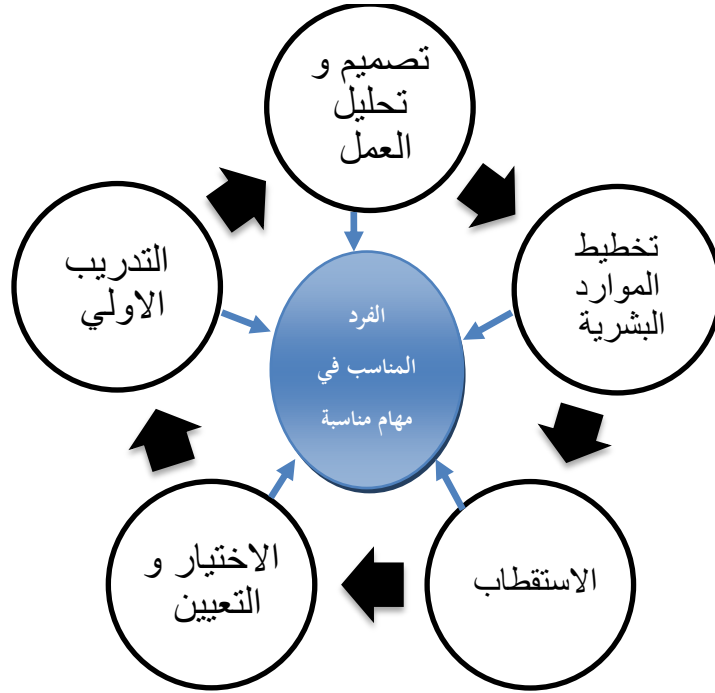 تصميم و
تحليل
العمل
تخطيط
الموارد
البشرية
الاستقطاب
الاختيار و
التعيين
التدريب
الاولي
الفرد
المناسب في
مهام مناسبة